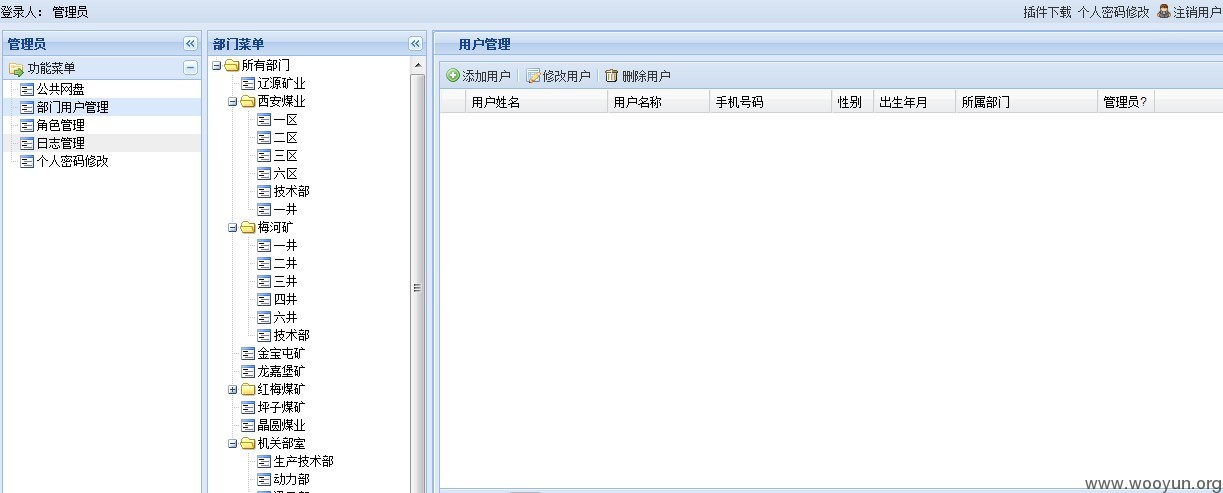 登录人： 管理员
插件下载 个人密码修改 注销用户
管理员
功能菜单
公共网盘
部门用户管理
角色管理
日志管理
个人密码修改
部门菜单
所有部门
辽源矿业
西安煤业
一区
二区
三区
六区
技术部
一井
梅河矿
一井
二井
三井
四井
六井
技术部
金宝屯矿
龙嘉堡矿
红梅煤矿
坪子煤矿
晶圆煤业
机关部室
生产技术部
动力部
用户管理
添加用户 修改用户 删除用户
用户姓名 用户名称 手机号码 性别 出生年月 所属部门 管理员?
www.wooyun.org